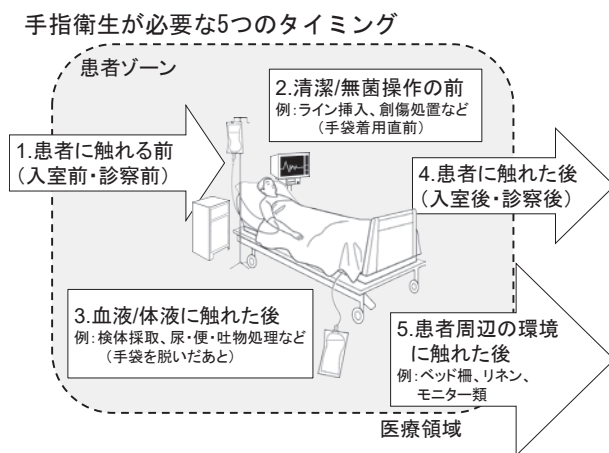 手指衛生が必要な5つのタイミング
患者ゾーン
2.清潔/無菌操作の前
例：ライン挿入、創傷処置など
（手袋着用直前）
1.患者に触れる前
（入室前・診察前）
4.患者に触れた後
（入室後・診察後）
3.血液/体液に触れた後
例：検体採取、尿・便・吐物処理など
（手袋を脱いだあと）
5.患者周辺の環境
に触れた後
例：ベッド柵、リネン、
モニター類
医療領域